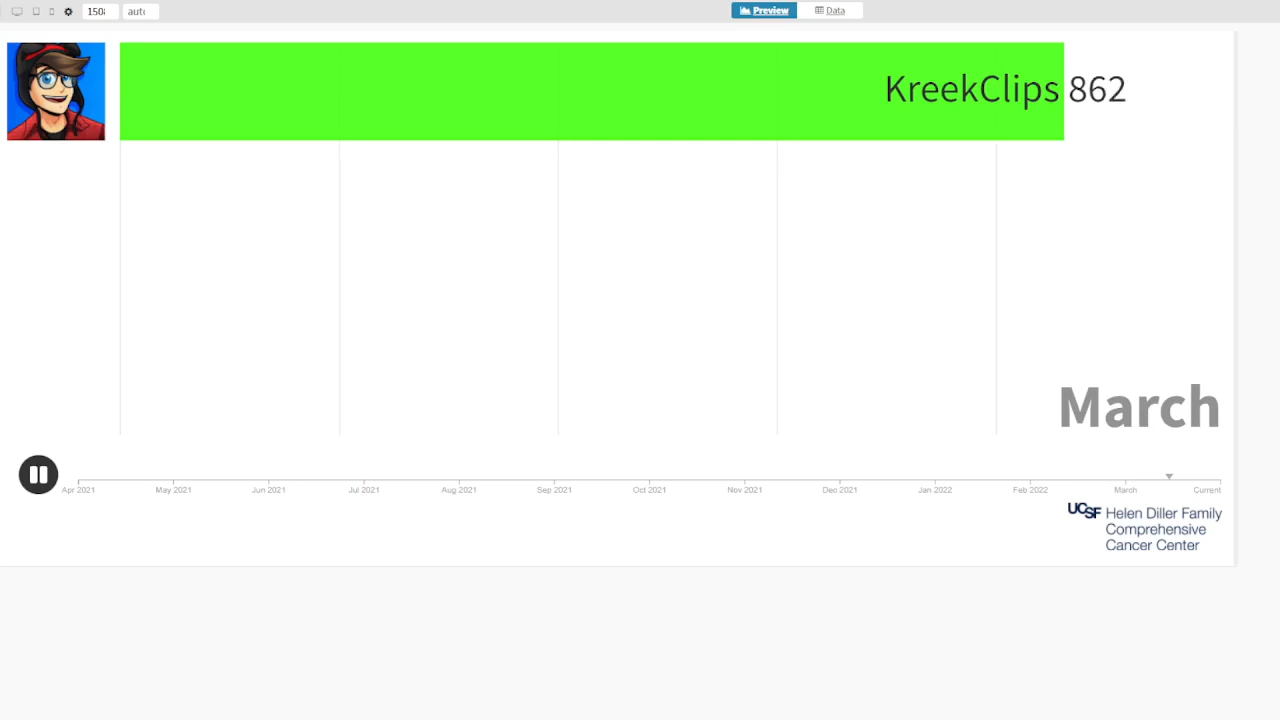 auto
Preview
Data
KreekClips 862
March
Apr 2021
May 2021
Jun 2021
Jul 2021
Aug 2021
Sep 2021
Oct 2021
Nov 2021
Dec 2021
Jan 2022
Feb 2022
March
Current
UCSF Helen Diller Family
Comprehensive
Cancer Center